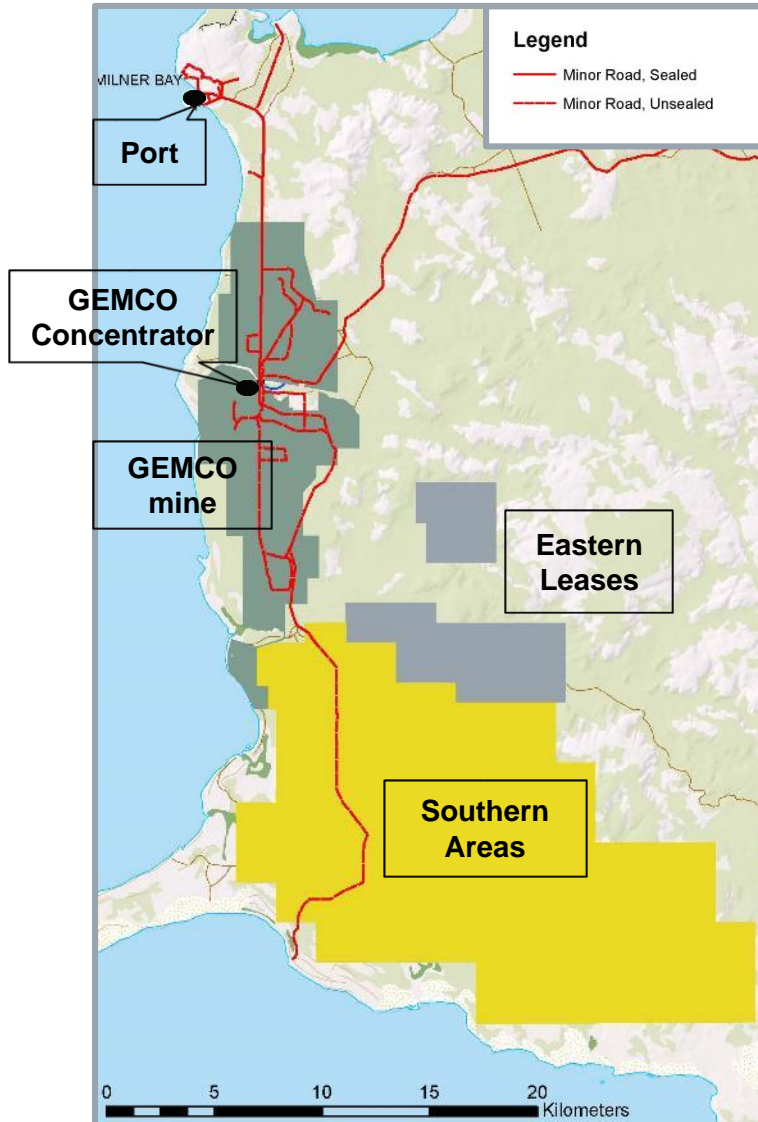 Legend
Minor Road, Sealed
Minor Road, Unsealed
MILNER BAY
Port
GEMCO
Concentrator
GEMCO
mine
Eastern
Leases
Southern
Areas
0 5 10 15 20
Kilometers